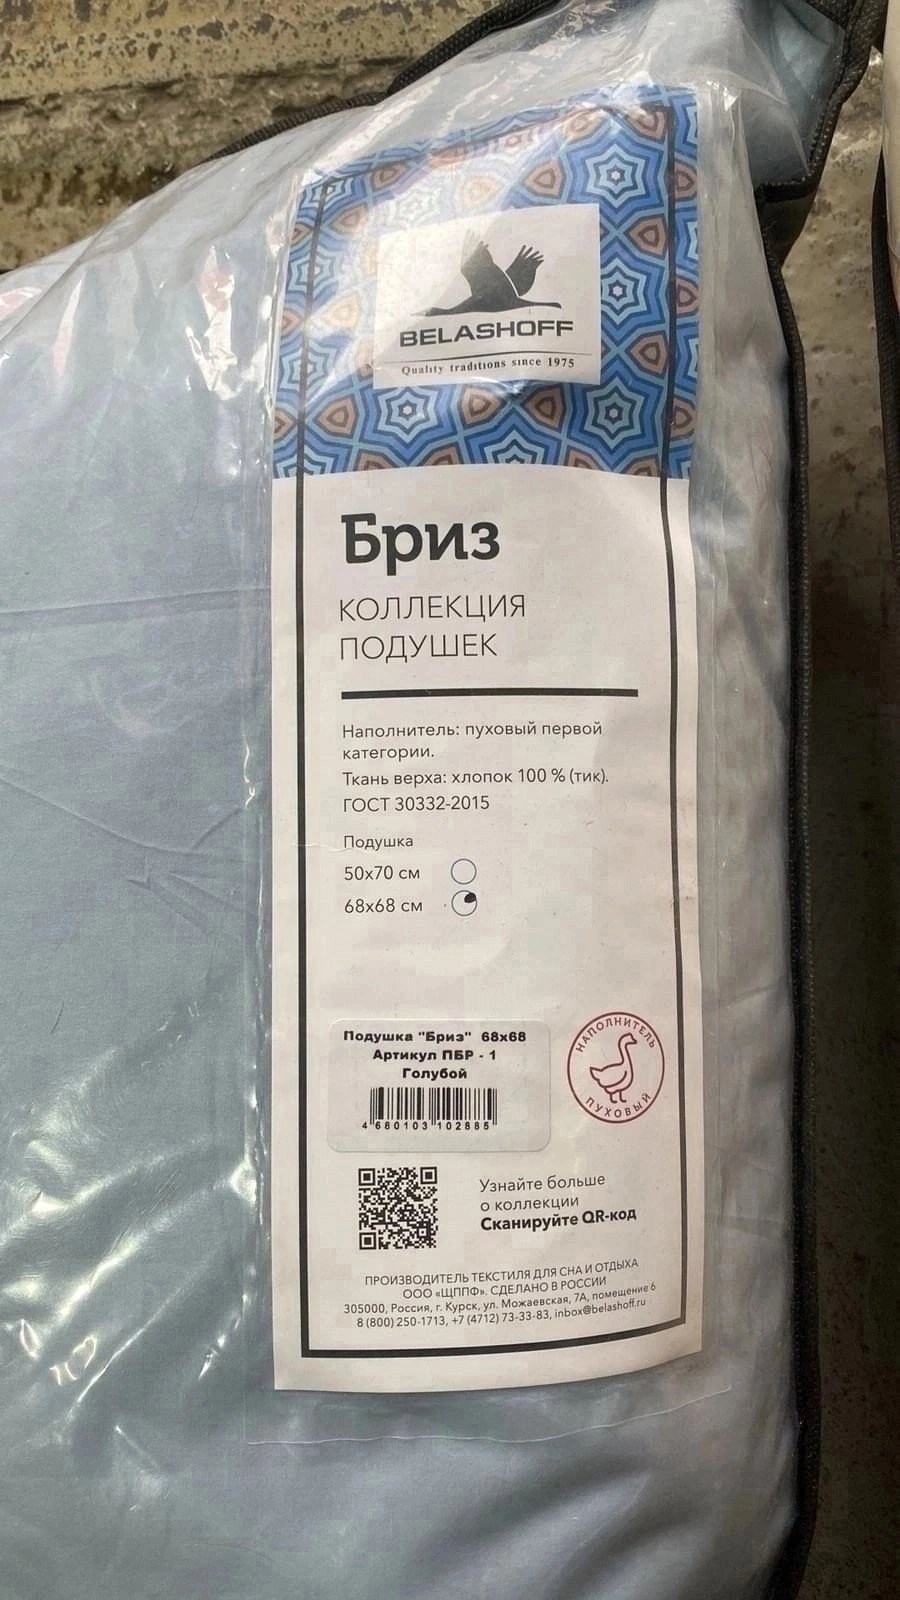 BELASHOFF
Quality traditions since 1975
Бриз
КОЛЛЕКЦИЯ
ПОДУШЕК
Наполнитель: пуховый первой
категории.
Ткань верха: хлопок 100 % (тик).
ГОСТ 30332-2015
Подушка
50х70 см
68х68 см
Подушка "Бриз" 68х68
Артикул ПБР - 1
Голубой
4 680103 102885
НАПОЛНИТЕЛЬ
ПУХОВЫЙ
Узнайте больше
о коллекции
Сканируйте QR-код
ПРОИЗВОДИТЕЛЬ ТЕКСТИЛЯ ДЛЯ СНА И ОТДЫХА
ООО «ЩППФ». СДЕЛАНО В РОССИИ
305000, Россия, г. Курск, ул. Можаевская, 7А, помещение 6
8 (800) 250-1713, +7 (4712) 73-33-83, inbox@belashoff.ru